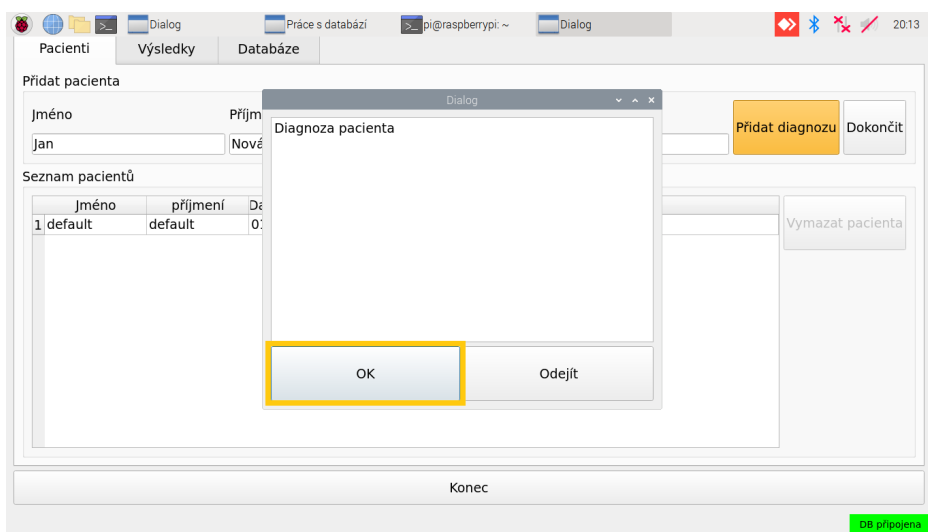 Dialog
Práce s databází
pi@raspberrypi: ~
Dialog
20:13
Pacienti
Výsledky
Databáze
Přidat pacienta
Jméno
Příjm
Jan
Nová
Přidat diagnozu
Dokončit
Dialog
Diagnoza pacienta
OK
Odejít
Seznam pacientů
Jméno
příjmení
Da
1 default
default
01
Vymazat pacienta
Konec
DB připojena